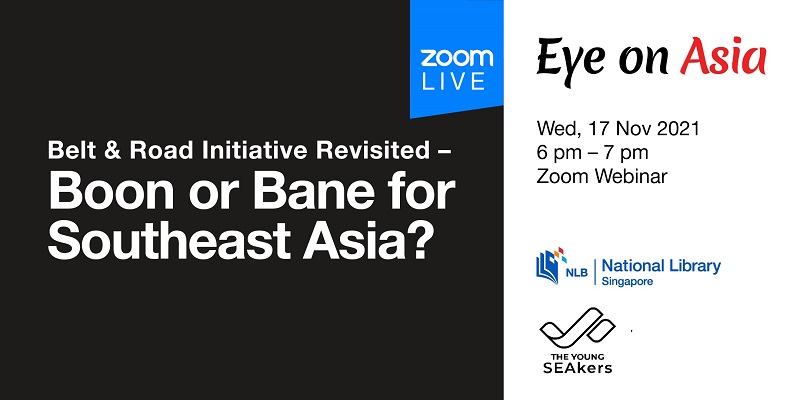 zoom
LIVE
Belt & Road Initiative Revisited –
Boon or Bane for
Southeast Asia?
Eye on Asia
Wed, 17 Nov 2021
6 pm – 7 pm
Zoom Webinar
NLB National Library
Singapore
THE YOUNG
SEAkers